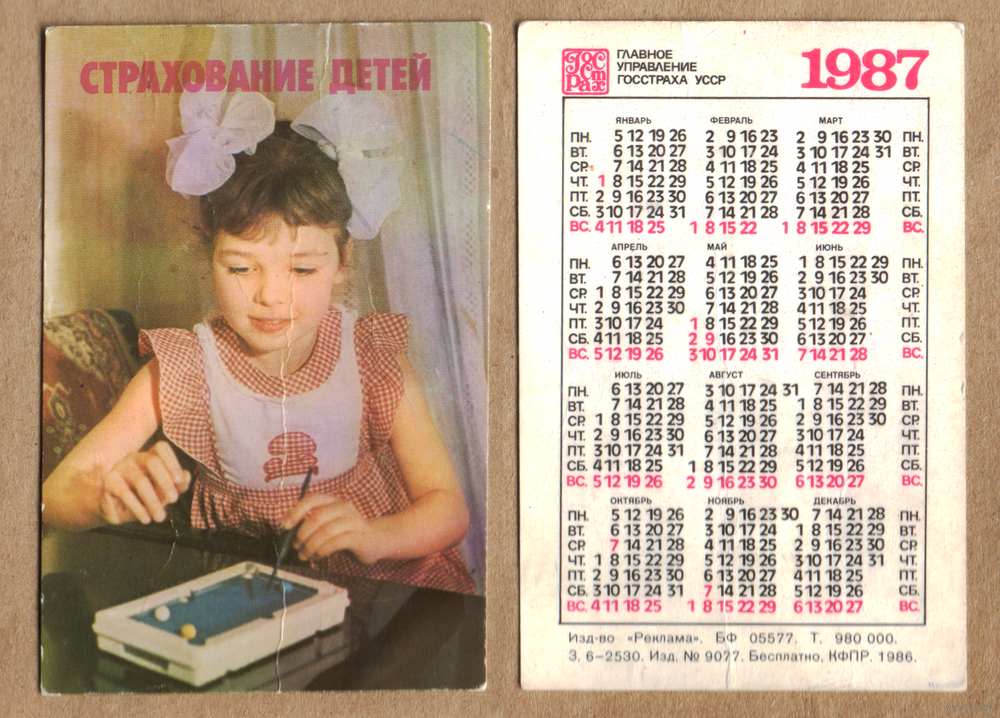 СТРАХОВАНИЕ ДЕТЕЙ
ГосстРах
ГЛАВНОЕ
УПРАВЛЕНИЕ
ГОССТРАХА УССР
1987
ЯНВАРЬ ФЕВРАЛЬ МАРТ
ПН. 5 12 19 26 2 9 16 23 2 9 16 23 30 ПН.
ВТ. 6 13 20 27 3 10 17 24 3 10 17 24 31 ВТ.
СР. 7 14 21 28 4 11 18 25 4 11 18 25 СР.
ЧТ. 1 8 15 22 29 5 12 19 26 5 12 19 26 ЧТ.
ПТ. 2 9 16 23 30 6 13 20 27 6 13 20 27 ПТ.
СБ. 3 10 17 24 31 7 14 21 28 7 14 21 28 СБ.
ВС. 4 11 18 25 1 8 15 22 1 8 15 22 29 ВС.
АПРЕЛЬ МАЙ ИЮНЬ
ПН. 6 13 20 27 4 11 18 25 1 8 15 22 29 ПН.
ВТ. 7 14 21 28 5 12 19 26 2 9 16 23 30 ВТ.
СР. 1 8 15 22 29 6 13 20 27 3 10 17 24 СР.
ЧТ. 2 9 16 23 30 7 14 21 28 4 11 18 25 ЧТ.
ПТ. 3 10 17 24 1 8 15 22 29 5 12 19 26 ПТ.
СБ. 4 11 18 25 2 9 16 23 30 6 13 20 27 СБ.
ВС. 5 12 19 26 3 10 17 24 31 7 14 21 28 ВС.
ИЮЛЬ АВГУСТ СЕНТЯБРЬ
ПН. 6 13 20 27 3 10 17 24 31 7 14 21 28 ПН.
ВТ. 7 14 21 28 4 11 18 25 1 8 15 22 29 ВТ.
СР. 1 8 15 22 29 5 12 19 26 2 9 16 23 30 СР.
ЧТ. 2 9 16 23 30 6 13 20 27 3 10 17 24 ЧТ.
ПТ. 3 10 17 24 31 7 14 21 28 4 11 18 25 ПТ.
СБ. 4 11 18 25 1 8 15 22 29 5 12 19 26 СБ.
ВС. 5 12 19 26 2 9 16 23 30 6 13 20 27 ВС.
ОКТЯБРЬ НОЯБРЬ ДЕКАБРЬ
ПН. 5 12 19 26 2 9 16 23 30 7 14 21 28 ПН.
ВТ. 6 13 20 27 3 10 17 24 1 8 15 22 29 ВТ.
СР. 7 14 21 28 4 11 18 25 2 9 16 23 30 СР.
ЧТ. 1 8 15 22 29 5 12 19 26 3 10 17 24 31 ЧТ.
ПТ. 2 9 16 23 30 6 13 20 27 4 11 18 25 ПТ.
СБ. 3 10 17 24 31 7 14 21 28 5 12 19 26 СБ.
ВС. 4 11 18 25 1 8 15 22 29 6 13 20 27 ВС.
Изд-во «Реклама». БФ 05577. Т. 980 000.
З. 6-2530. Изд. № 9077. Бесплатно. КФПР. 1986.